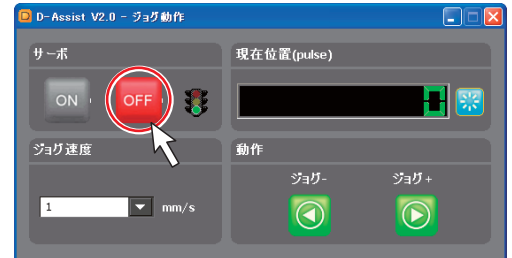 D-Assist V2.0 - ジョグ動作
サーボ
ON
OFF
現在位置(pulse)
0
ジョグ速度
1
mm/s
動作
ジョグ-
ジョグ+